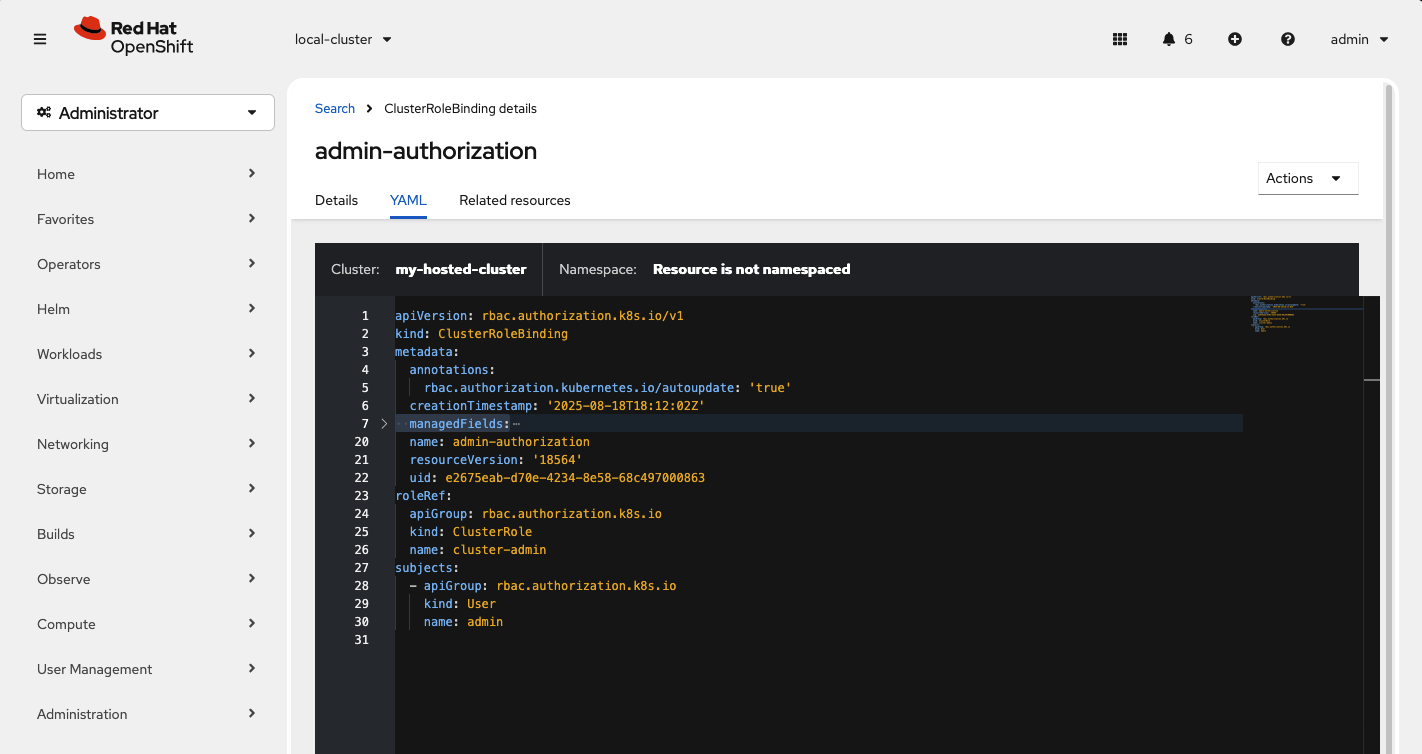 Red Hat
OpenShift
local-cluster
6
admin
Administrator
Home
Favorites
Operators
Helm
Workloads
Virtualization
Networking
Storage
Builds
Observe
Compute
User Management
Administration
Search > ClusterRoleBinding details
admin-authorization
Actions
Details YAML Related resources
Cluster: my-hosted-cluster Namespace: Resource is not namespaced
1 apiVersion: rbac.authorization.k8s.io/v1
2 kind: ClusterRoleBinding
3 metadata:
4 annotations:
5 rbac.authorization.kubernetes.io/autoupdate: 'true'
6 creationTimestamp: '2025-08-18T18:12:02Z'
7 > managedFields:⋯
20 name: admin-authorization
21 resourceVersion: '18564'
22 uid: e2675eab-d70e-4234-8e58-68c497000863
23 roleRef:
24 apiGroup: rbac.authorization.k8s.io
25 kind: ClusterRole
26 name: cluster-admin
27 subjects:
28 - apiGroup: rbac.authorization.k8s.io
29 kind: User
30 name: admin
31